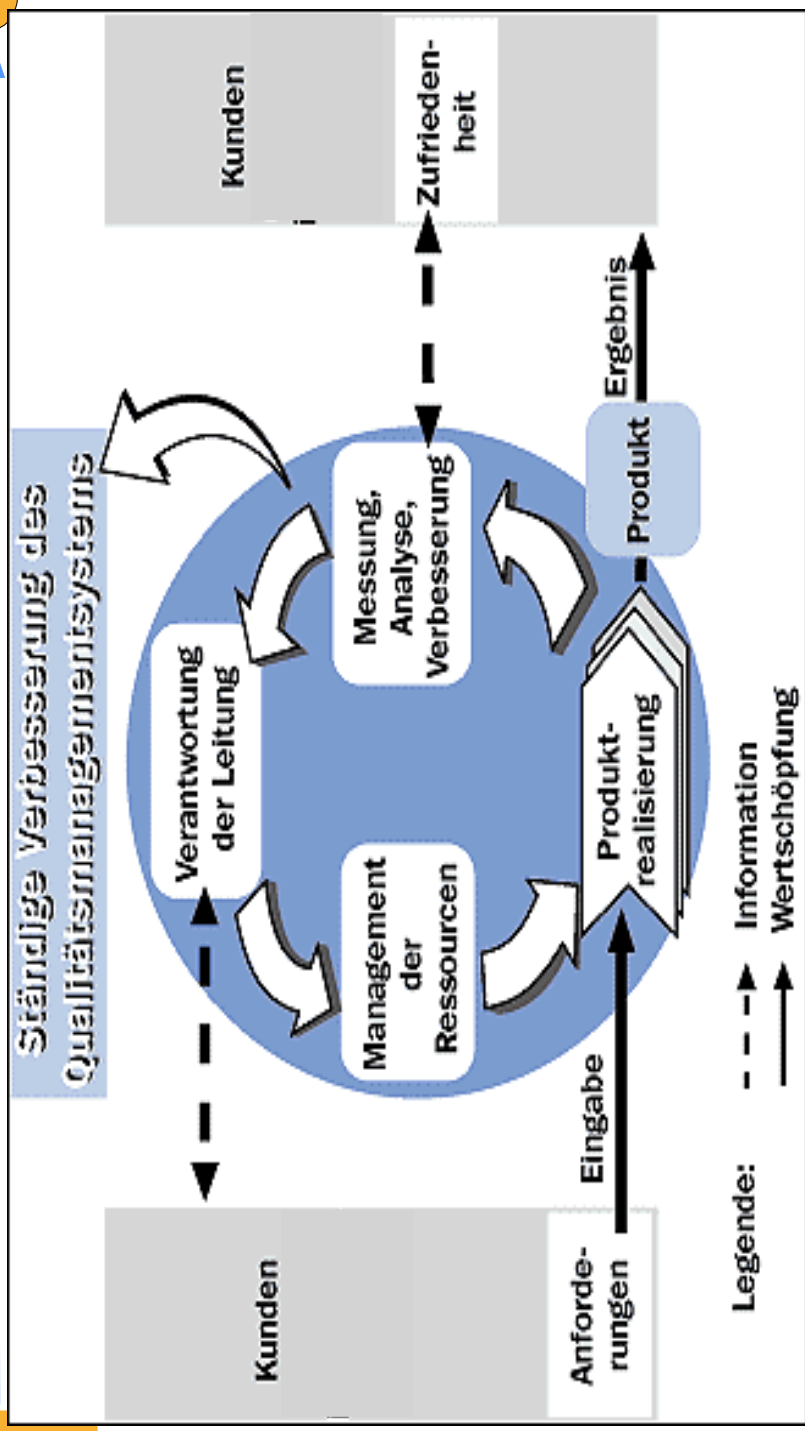 Ständige Verbesserung des
Qualitätsmanagementsystems
Kunden
Kunden
Verantwortung
der Leitung
Management
der
Ressourcen
Messung,
Analyse,
Verbesserung
Zufrieden-
heit
Anforde-
rungen
Eingabe
Produkt-
realisierung
Produkt
Ergebnis
Legende:
Information
Wertschöpfung